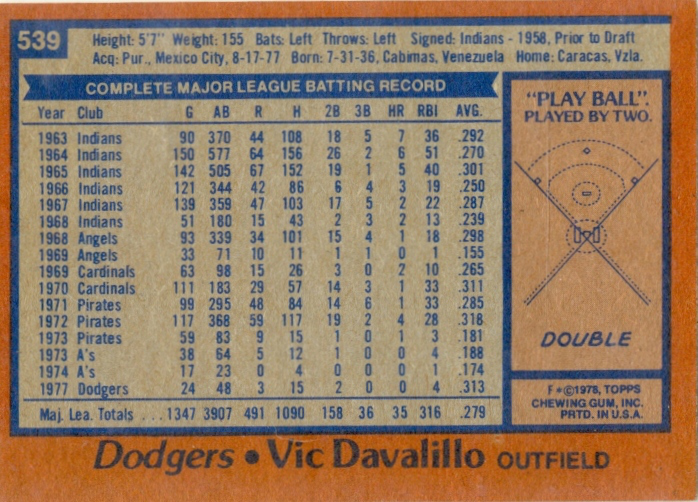 539
Height: 5'7" Weight: 155 Bats: Left Throws: Left Signed: Indians - 1958, Prior to Draft
Acq: Pur., Mexico City, 8-17-77 Born: 7-31-36, Cabimas, Venezuela Home: Caracas, Vzla.
COMPLETE MAJOR LEAGUE BATTING RECORD
Year Club G AB R H 2B 3B HR RBI AVG.
1963 Indians 90 370 44 108 18 5 7 36 .292
1964 Indians 150 577 64 156 26 2 6 51 .270
1965 Indians 142 505 67 152 19 1 5 40 .301
1966 Indians 121 344 42 86 6 4 3 19 .250
1967 Indians 139 359 47 103 17 5 2 22 .287
1968 Indians 51 180 15 43 2 3 2 13 .239
1968 Angels 93 339 34 101 15 4 1 18 .298
1969 Angels 33 71 10 11 1 1 0 1 .155
1969 Cardinals 63 98 15 26 3 0 2 10 .265
1970 Cardinals 111 183 29 57 14 3 1 33 .311
1971 Pirates 99 295 48 84 14 6 1 33 .285
1972 Pirates 117 368 59 117 19 2 4 28 .318
1973 Pirates 59 83 9 15 1 0 1 3 .181
1973 A's 38 64 5 12 1 0 0 4 .188
1974 A's 17 23 0 4 0 0 0 1 .174
1977 Dodgers 24 48 3 15 2 0 0 4 .313
Maj. Lea. Totals ...1347 3907 491 1090 158 36 35 316 .279
"PLAY BALL".
PLAYED BY TWO.
DOUBLE
F*©1978, TOPPS
CHEWING GUM, INC.
PRTD. IN U.S.A.
Dodgers • Vic Davalillo OUTFIELD